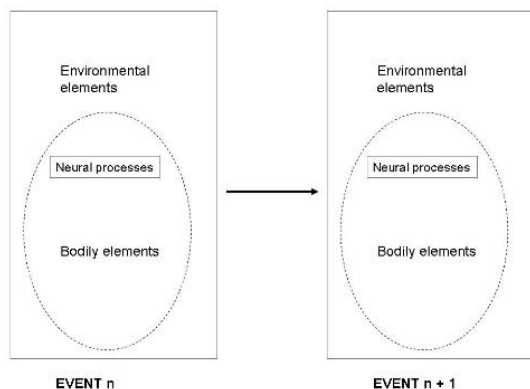 Environmental
elements
Neural processes
Bodily elements
EVENT n
Environmental
elements
Neural processes
Bodily elements
EVENT n + 1